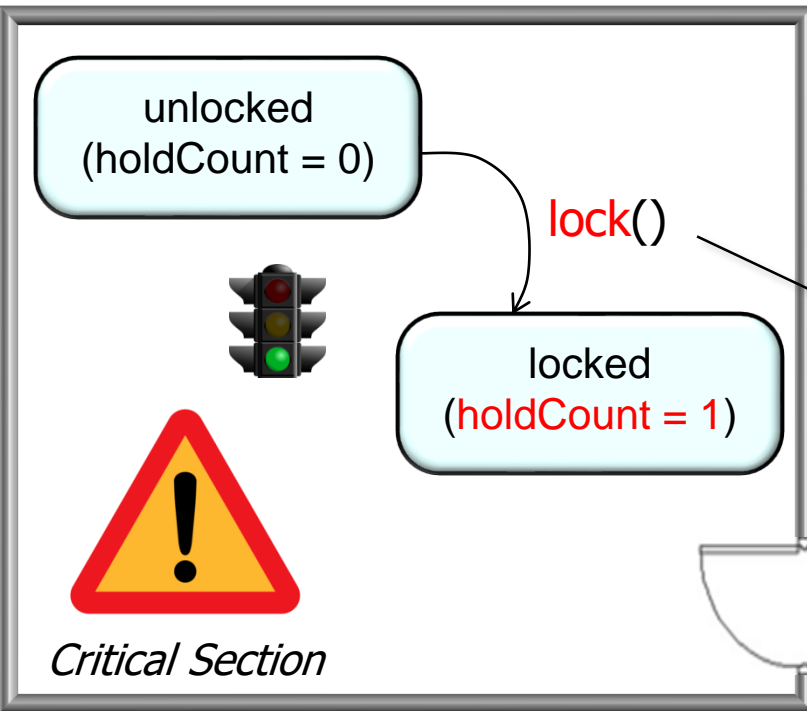 unlocked
(holdCount = 0)
lock()
locked
(holdCount = 1)
Critical Section